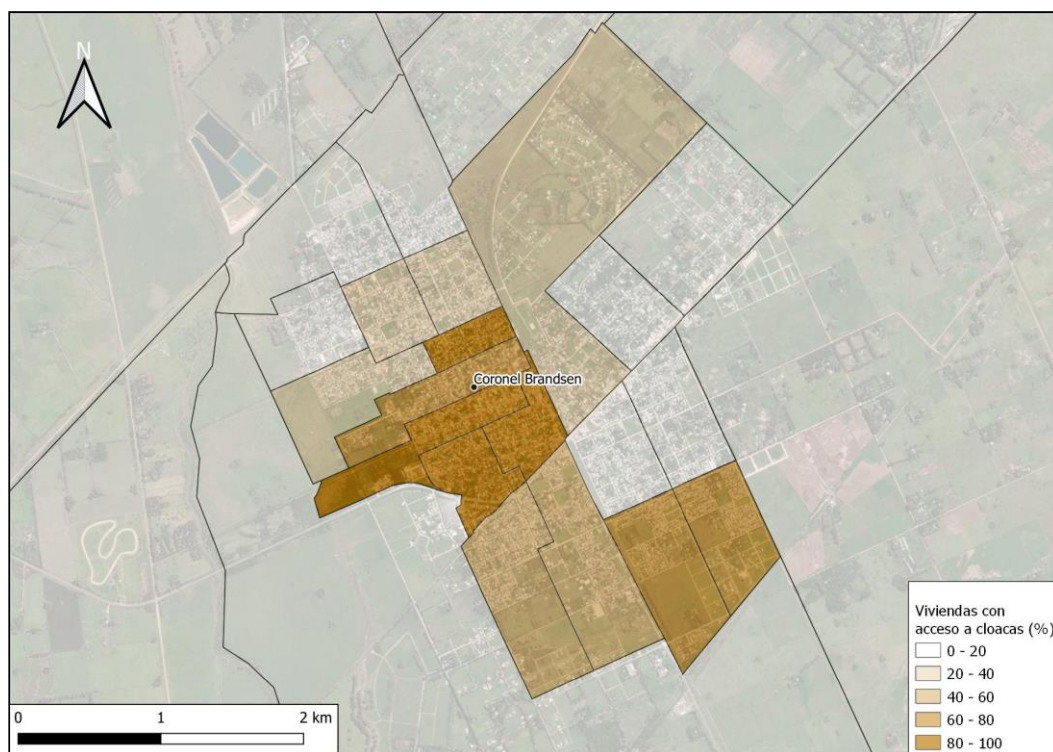 N
Coronel Brandsen
Viviendas con
acceso a cloacas (%)
0 - 20
20 - 40
40 - 60
60 - 80
80 - 100
0 1 2 km